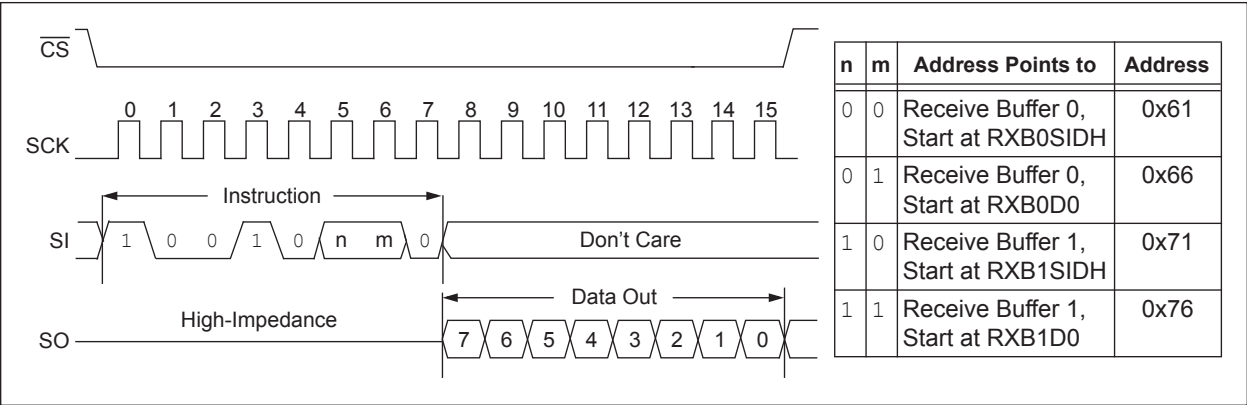 CS
0 1 2 3 4 5 6 7 8 9 10 11 12 13 14 15
SCK
Instruction
SI 1 0 0 1 0 n m 0 Don't Care
Data Out
High-Impedance
SO 7 6 5 4 3 2 1 0
n m Address Points to Address
0 0 Receive Buffer 0, 0x61
Start at RXB0SIDH
0 1 Receive Buffer 0, 0x66
Start at RXB0D0
1 0 Receive Buffer 1, 0x71
Start at RXB1SIDH
1 1 Receive Buffer 1, 0x76
Start at RXB1D0